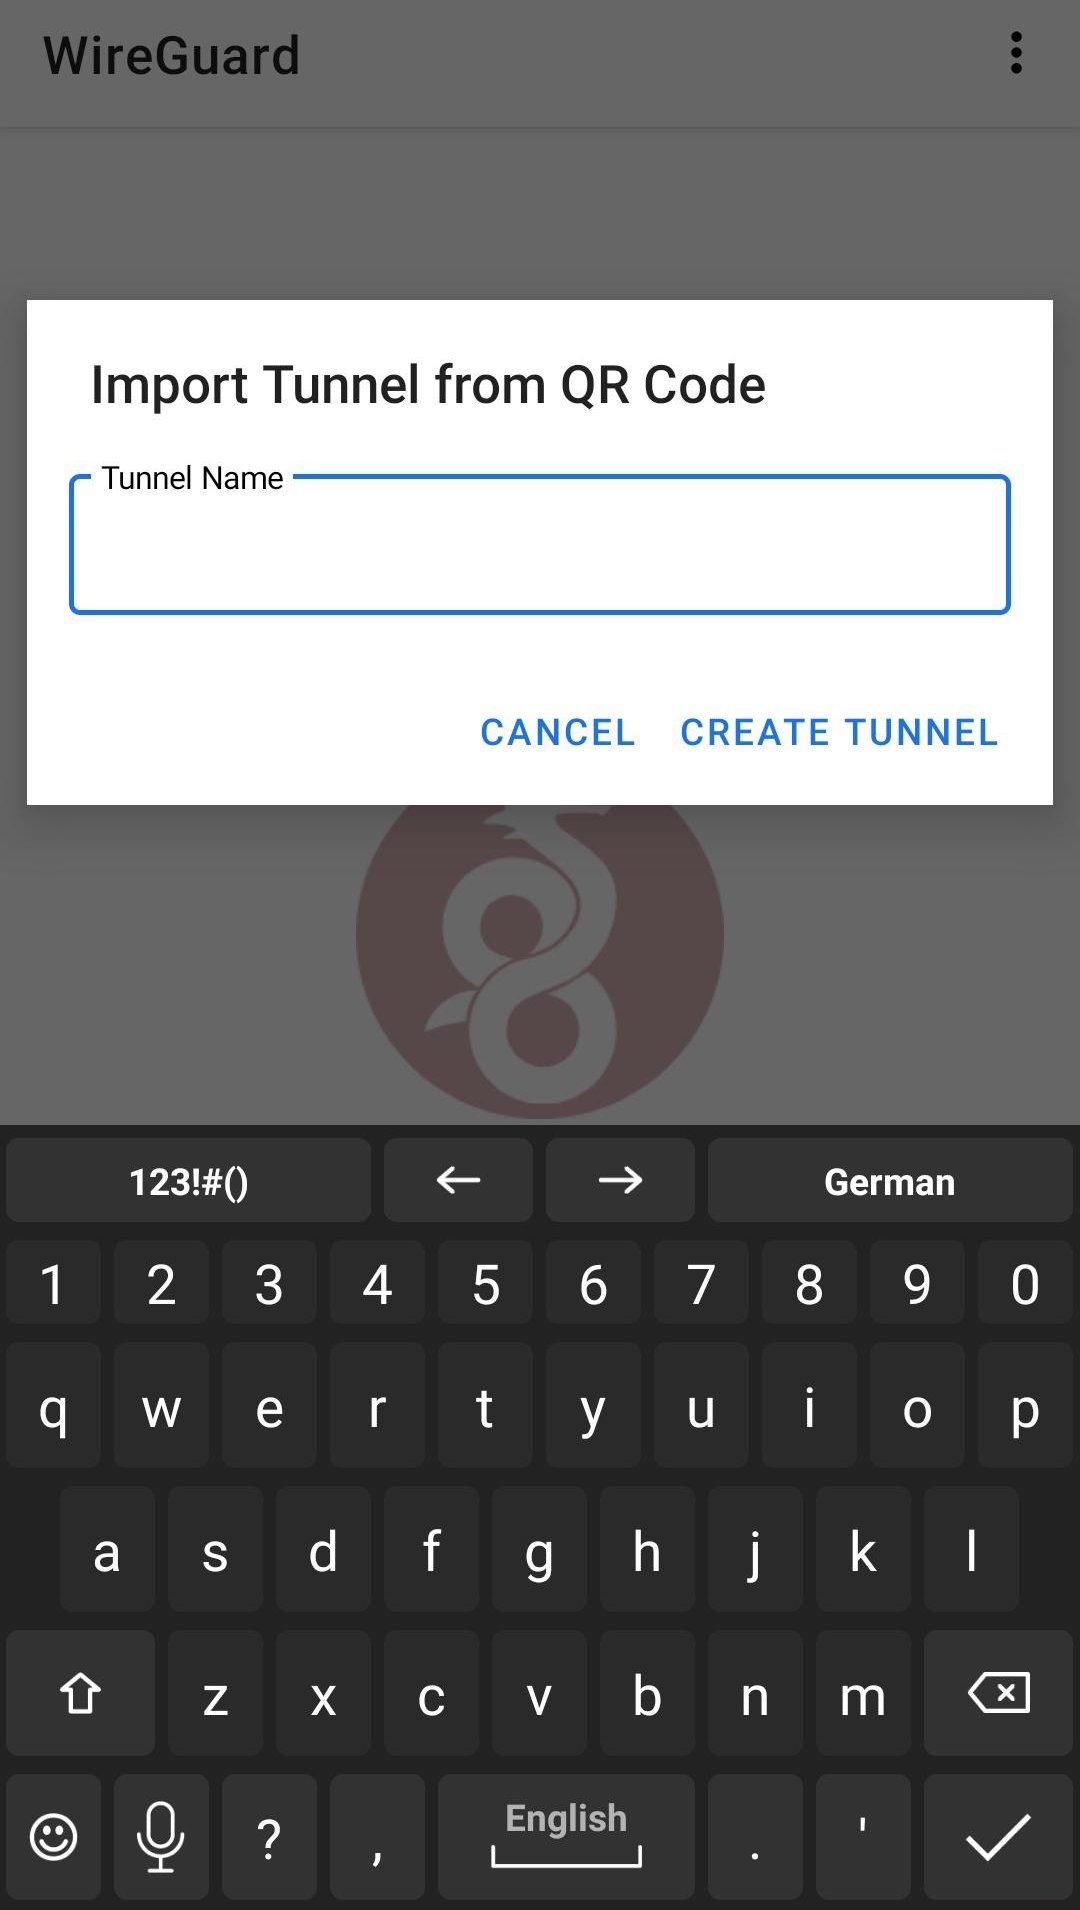 WireGuard
Import Tunnel from QR Code
Tunnel Name
CANCEL CREATE TUNNEL
123!#() ← → German
1 2 3 4 5 6 7 8 9 0
q w e r t y u i o p
a s d f g h j k l
z x c v b n m
? , English . '